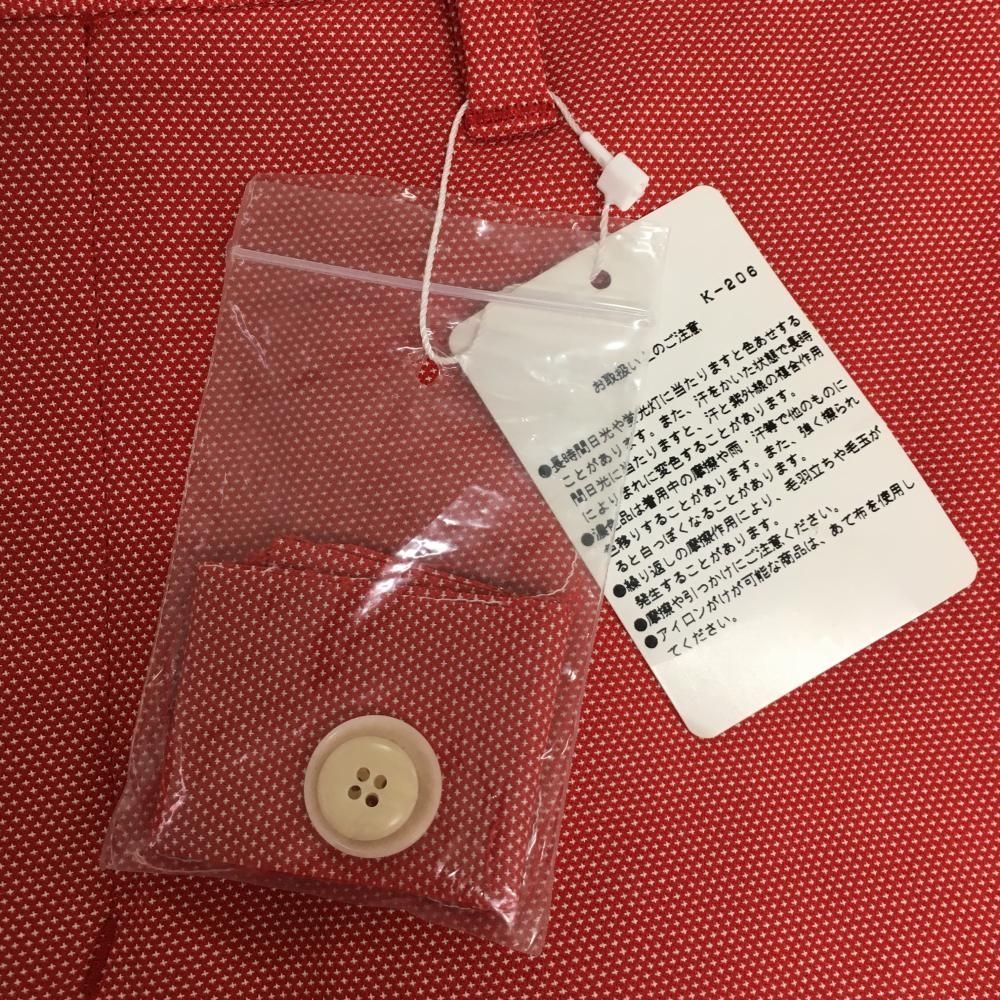 K-206
お取扱い上のご注意
●長時間日光や蛍光灯に当たりますと色あせする
ことがあります。また、汗をかいた状態で長時
間日光に当たりますと、汗と紫外線の複合作用
によりまれに変色することがあります。
●濃色品は着用中の摩擦や雨・汗等で他のものに
色移りすることがあります。また、強く擦られ
ると白っぽくなることがあります。
●繰り返しの摩擦作用により、毛羽立ちや毛玉が
発生することがあります。
●摩擦や引っかけにご注意ください。
●アイロンがけが可能な商品は、あて布を使用し
てください。